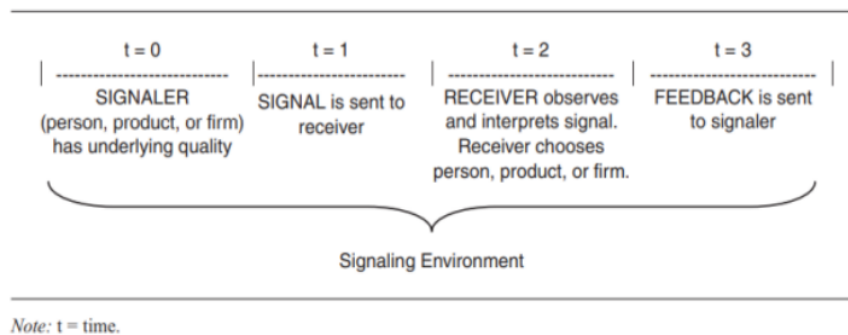 t = 0
SIGNALER
(person, product, or firm)
has underlying quality
t = 1
SIGNAL is sent to
receiver
t = 2
RECEIVER observes
and interprets signal.
Receiver chooses
person, product, or firm.
t = 3
FEEDBACK is sent
to signaler
Signaling Environment
Note: t = time.